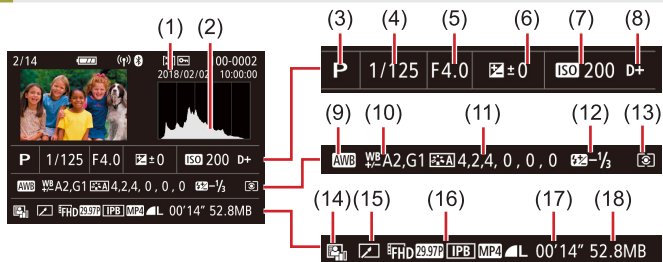 (1) (2) (3) (4) (5) (6) (7) (8)
2/14 00-0002
2018/02/02 10:00:00
P 1/125 F4.0 ±0 ISO 200 D+
P 1/125 F4.0 ±0 ISO 200 D+
(9) (10) (11) (12) (13)
AWB WB +/- A2,G1 A 4,2,4, 0, 0, 0 -1/3
AWB WB +/- A2,G1 A 4,2,4, 0, 0, 0 -1/3
(14) (15) (16) (17) (18)
FHD 29.97P IPB MP4 L 00'14" 52.8MB
FHD 29.97P IPB MP4 L 00'14" 52.8MB